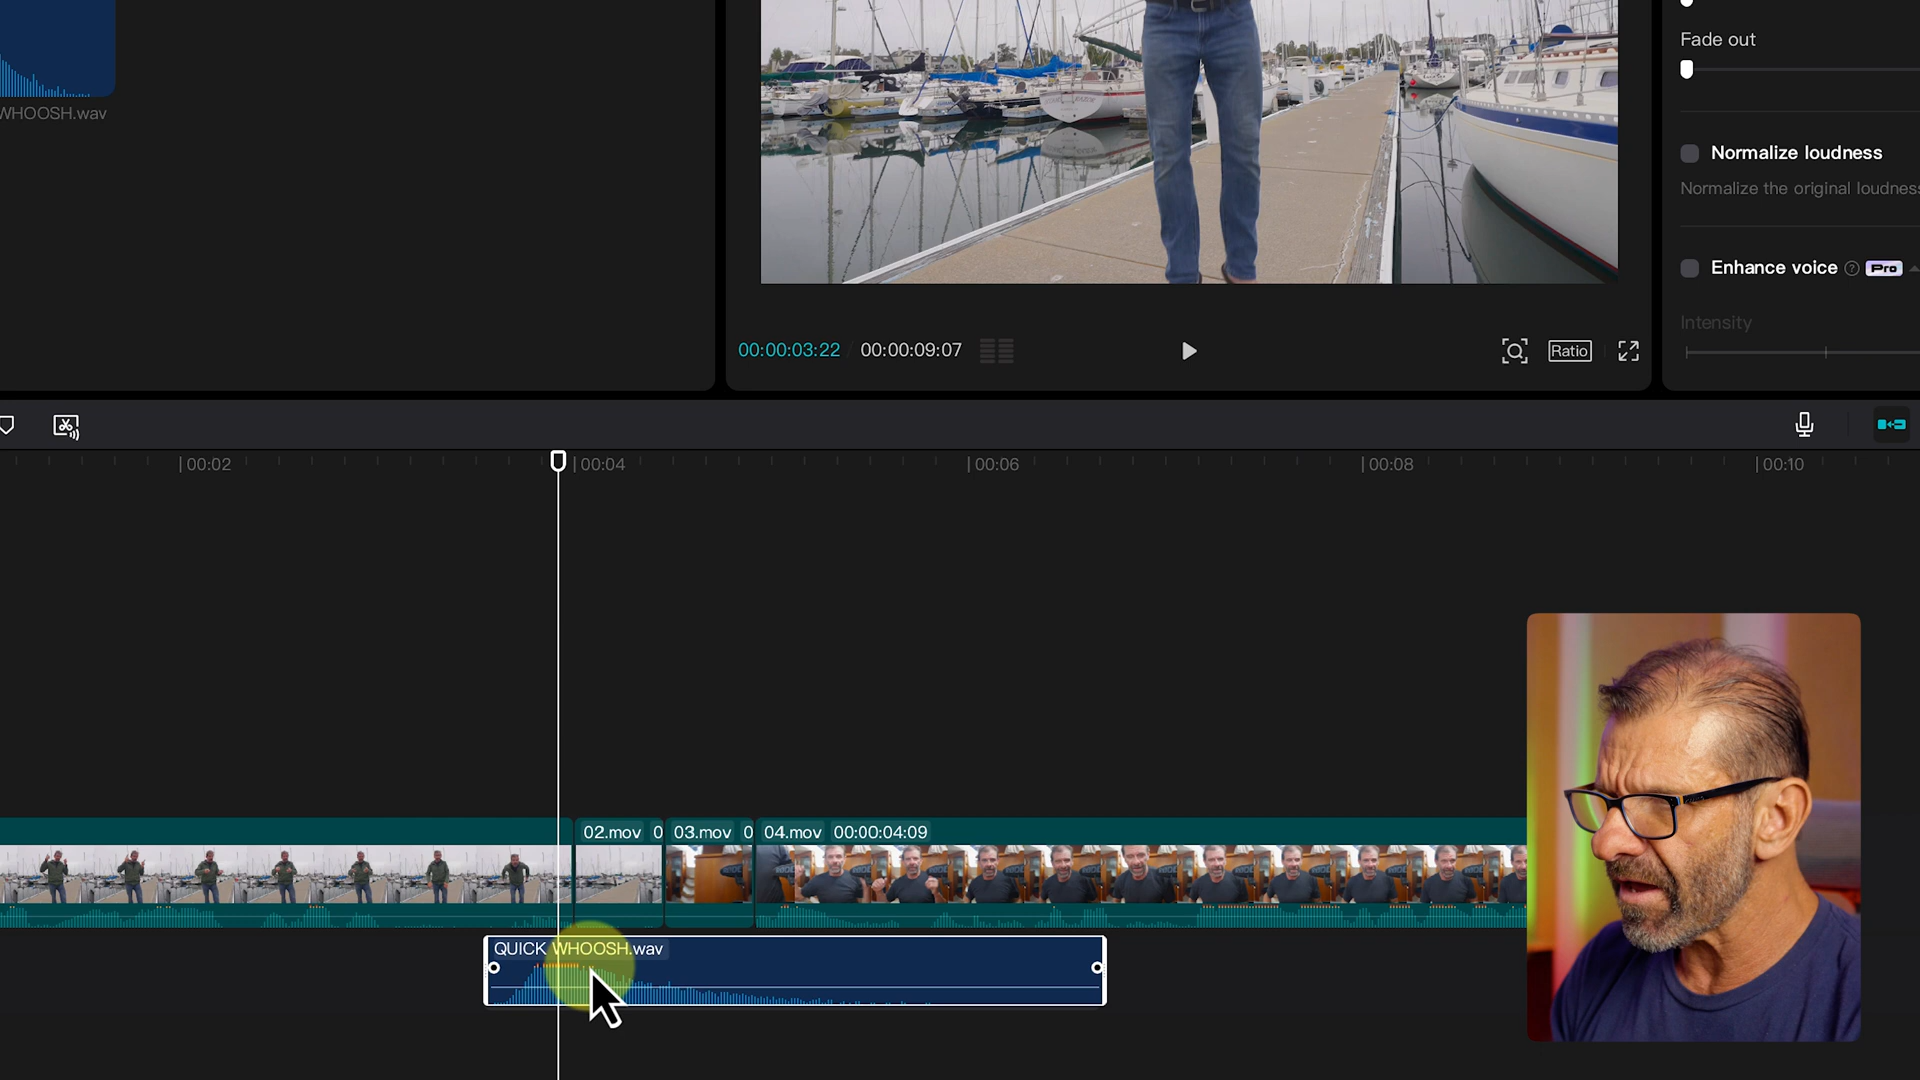 WHOOSH.wav
Fade out
Normalize loudness
Normalize the original loudness
Enhance voice ? Pro
Intensity
00:00:03:22 00:00:09:07
Ratio
00:02 00:04 00:06 00:08 00:10
02.mov 0 03.mov 0 04.mov 00:00:04:09
QUICK WHOOSH.wav